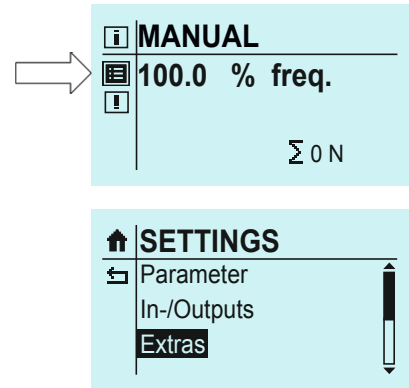 MANUAL
100.0 % freq.
Σ 0 N
SETTINGS
Parameter
In-/Outputs
Extras